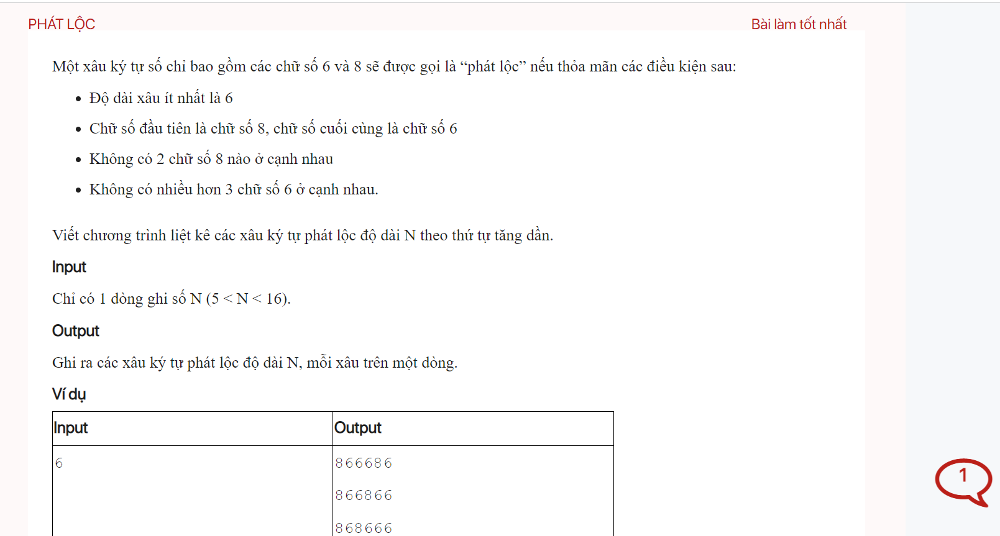 PHÁT LỘC
Bài làm tốt nhất
Một xâu ký tự số chỉ bao gồm các chữ số 6 và 8 sẽ được gọi là “phát lộc” nếu thỏa mãn các điều kiện sau:
• Độ dài xâu ít nhất là 6
• Chữ số đầu tiên là chữ số 8, chữ số cuối cùng là chữ số 6
• Không có 2 chữ số 8 nào ở cạnh nhau
• Không có nhiều hơn 3 chữ số 6 ở cạnh nhau.
Viết chương trình liệt kê các xâu ký tự phát lộc độ dài N theo thứ tự tăng dần.
Input
Chỉ có 1 dòng ghi số N (5 < N < 16).
Output
Ghi ra các xâu ký tự phát lộc độ dài N, mỗi xâu trên một dòng.
Ví dụ
Input
Output
6
866686
866866
868666
1